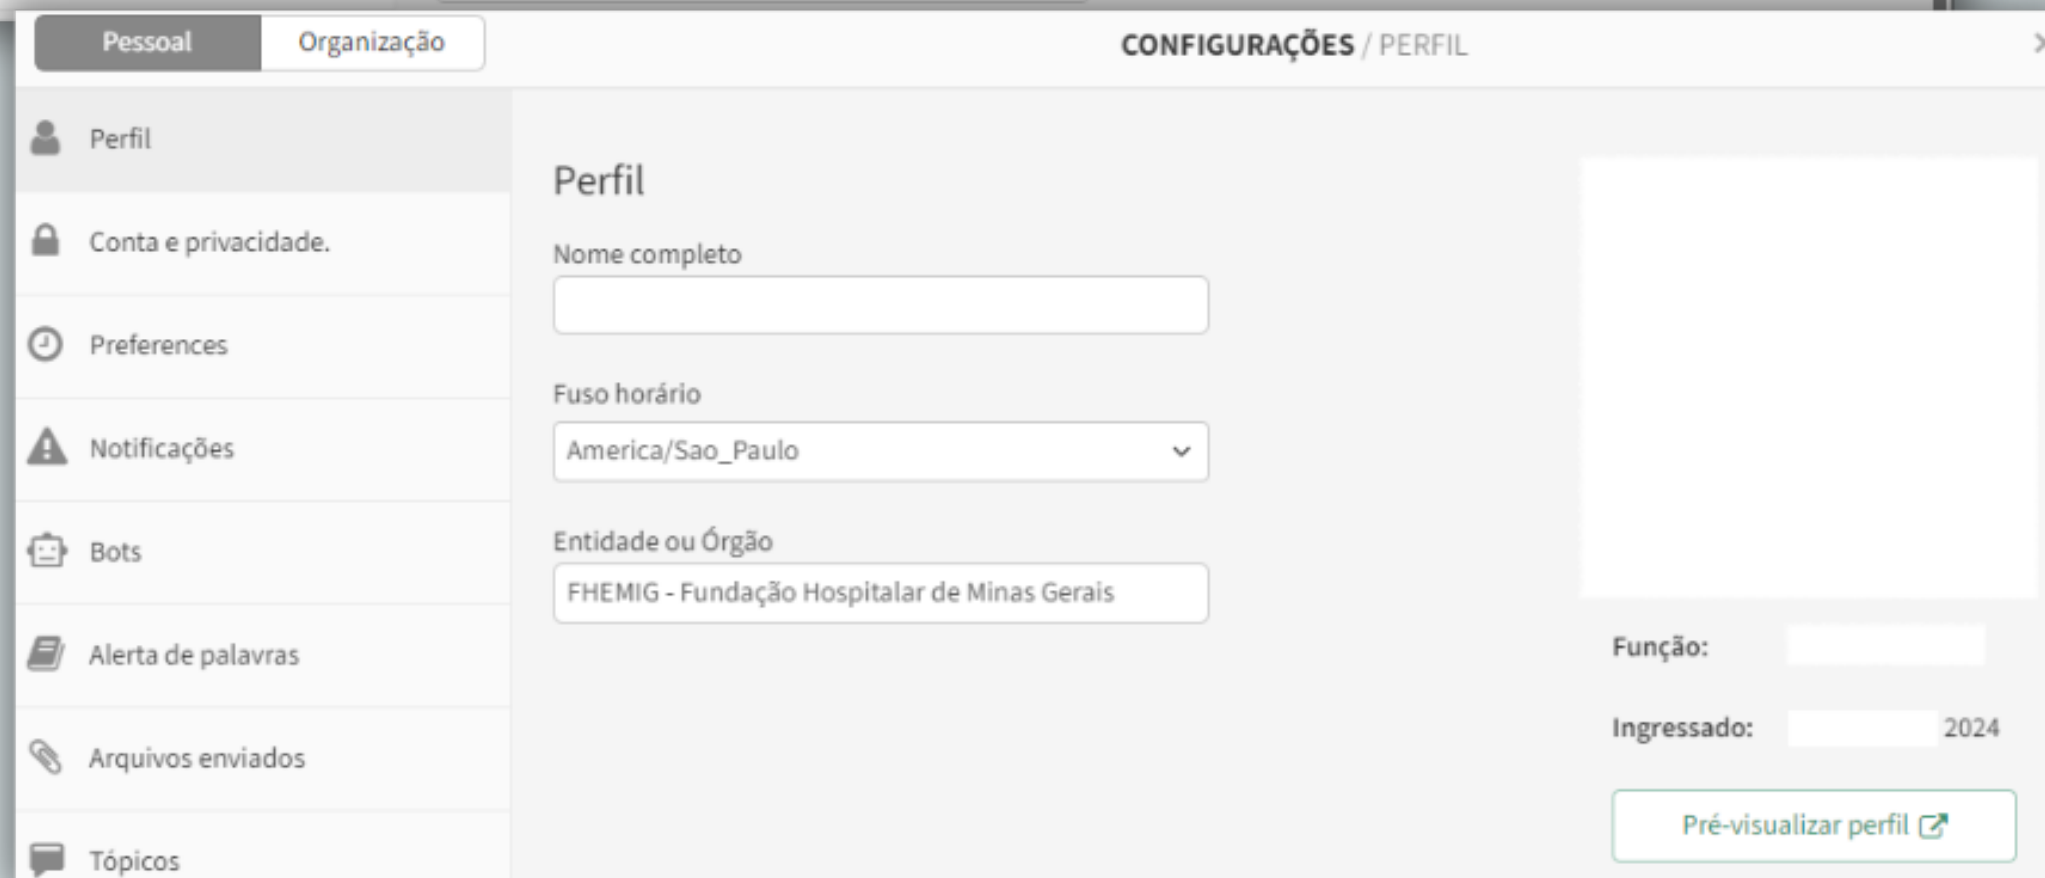 Pessoal
Organização
CONFIGURAÇÕES / PERFIL
Perfil
Conta e privacidade.
Preferences
Notificações
Bots
Alerta de palavras
Arquivos enviados
Tópicos
Perfil
Nome completo
Fuso horário
America/Sao_Paulo
Entidade ou Órgão
FHEMIG - Fundação Hospitalar de Minas Gerais
Função:
Ingressado: 2024
Pré-visualizar perfil